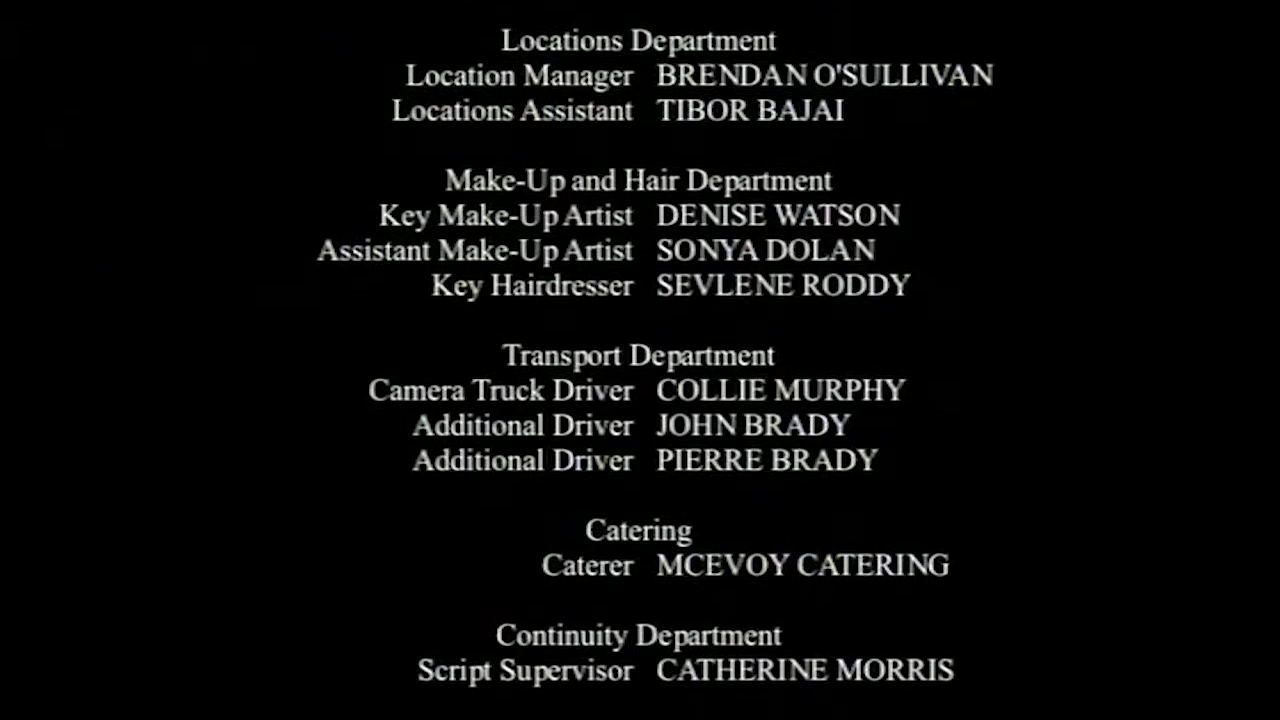 Locations Department
Location Manager BRENDAN O'SULLIVAN
Locations Assistant TIBOR BAJAI
Make-Up and Hair Department
Key Make-Up Artist DENISE WATSON
Assistant Make-Up Artist SONYA DOLAN
Key Hairdresser SEVLENE RODDY
Transport Department
Camera Truck Driver COLLIE MURPHY
Additional Driver JOHN BRADY
Additional Driver PIERRE BRADY
Catering
Caterer MCEVOY CATERING
Continuity Department
Script Supervisor CATHERINE MORRIS